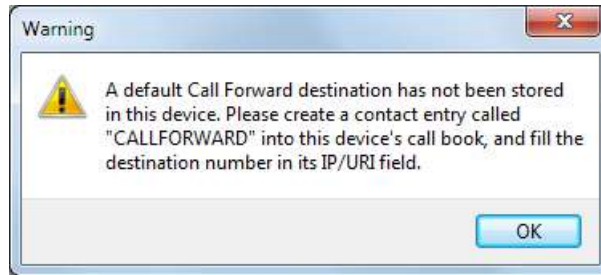 Warning
A default Call Forward destination has not been stored
in this device. Please create a contact entry called
"CALLFORWARD" into this device's call book, and fill the
destination number in its IP/URI field.
OK